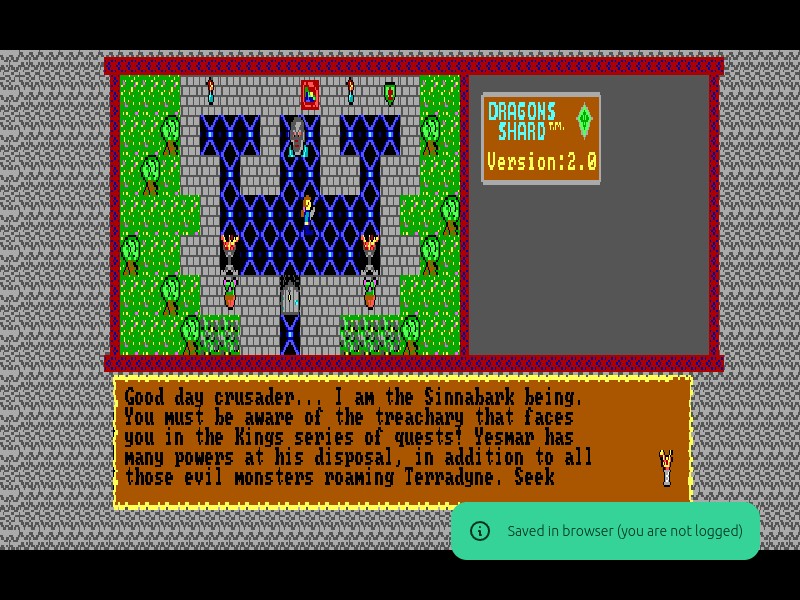 DRAGONS
SHARD T.M.
Version:2.0
Good day crusader... I am the Sinnabark being.
You must be aware of the treachary that faces
you in the Kings series of quests! Yesmar has
many powers at his disposal, in addition to all
those evil monsters roaming Terradyne. Seek
Saved in browser (you are not logged)